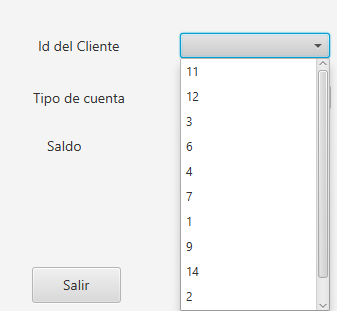 Id del Cliente
11
12
Tipo de cuenta
3
6
Saldo
4
7
1
9
14
Salir
2